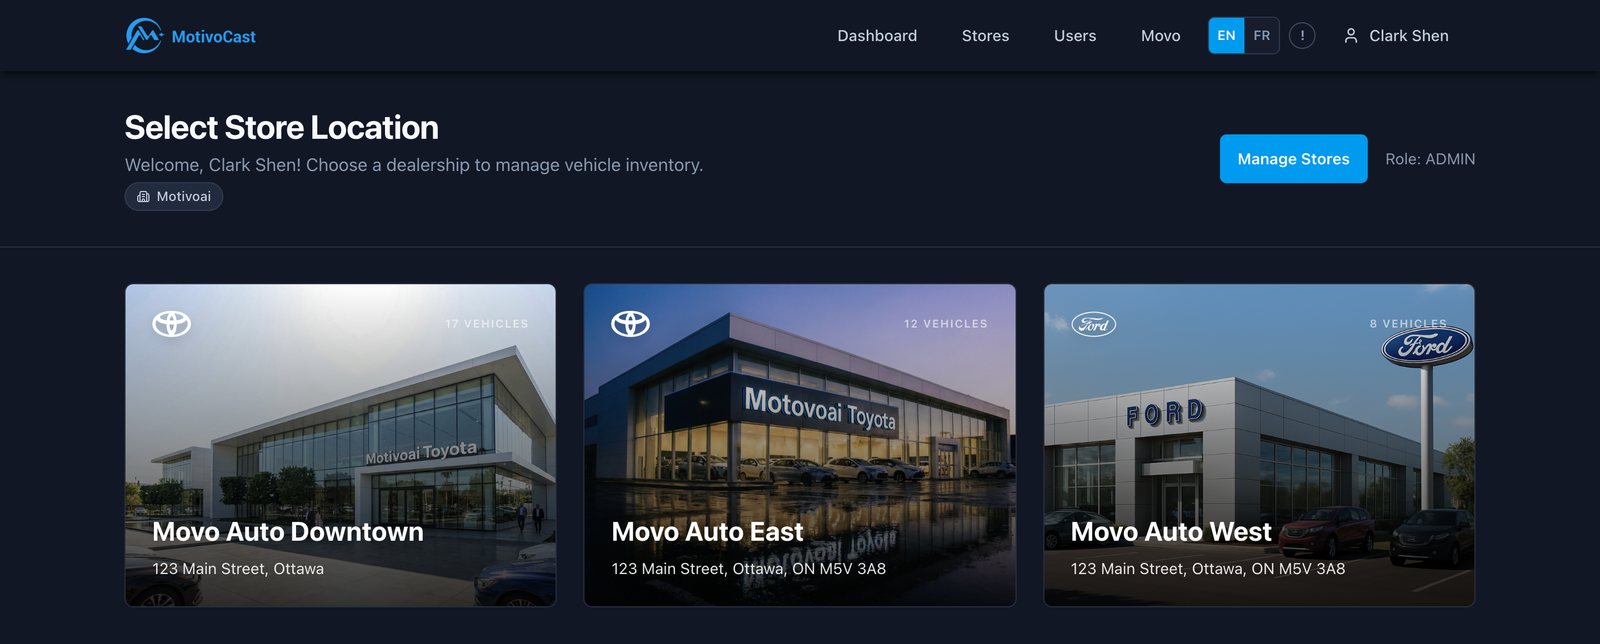 MotivoCast
Dashboard
Stores
Users
Movo
EN
FR
!
Clark Shen
Select Store Location
Welcome, Clark Shen! Choose a dealership to manage vehicle inventory.
Motivoai
Manage Stores
Role: ADMIN
17 VEHICLES
Motivoai Toyota
Movo Auto Downtown
123 Main Street, Ottawa
12 VEHICLES
Motovoai Toyota
Movo Auto East
123 Main Street, Ottawa, ON M5V 3A8
Ford
8 VEHICLES
Ford
FORD
Movo Auto West
123 Main Street, Ottawa, ON M5V 3A8